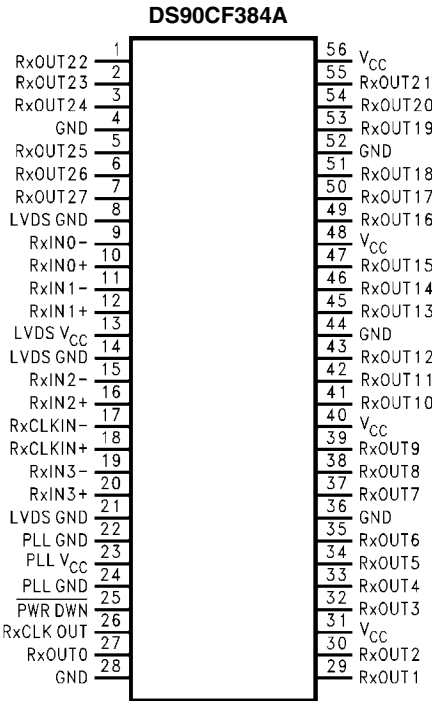 DS90CF384A
RxOUT22 1
RxOUT23 2
RxOUT24 3
GND 4
RxOUT25 5
RxOUT26 6
RxOUT27 7
LVDS GND 8
RxIN0- 9
RxIN0+ 10
RxIN1- 11
RxIN1+ 12
LVDS VCC 13
LVDS GND 14
RxIN2- 15
RxIN2+ 16
RxCLKIN- 17
RxCLKIN+ 18
RxIN3- 19
RxIN3+ 20
LVDS GND 21
PLL GND 22
PLL VCC 23
PLL GND 24
PWR DWN 25
RxCLK OUT 26
RxOUT0 27
GND 28
56 VCC
55 RxOUT21
54 RxOUT20
53 RxOUT19
52 GND
51 RxOUT18
50 RxOUT17
49 RxOUT16
48 VCC
47 RxOUT15
46 RxOUT14
45 RxOUT13
44 GND
43 RxOUT12
42 RxOUT11
41 RxOUT10
40 VCC
39 RxOUT9
38 RxOUT8
37 RxOUT7
36 GND
35 RxOUT6
34 RxOUT5
33 RxOUT4
32 RxOUT3
31 VCC
30 RxOUT2
29 RxOUT1